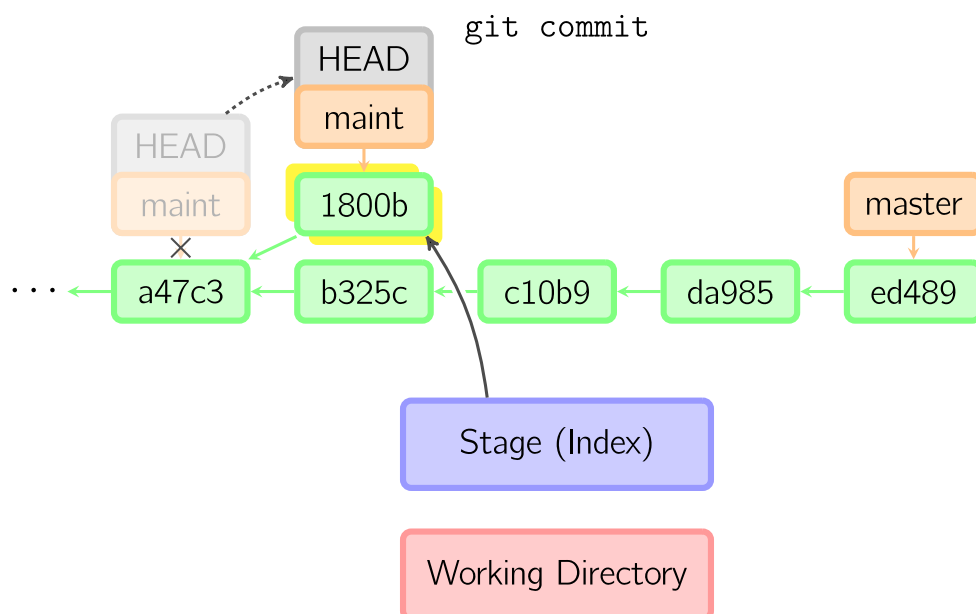 git commit
HEAD
maint
HEAD
maint
1800b
master
··· a47c3 b325c c10b9 da985 ed489
Stage (Index)
Working Directory